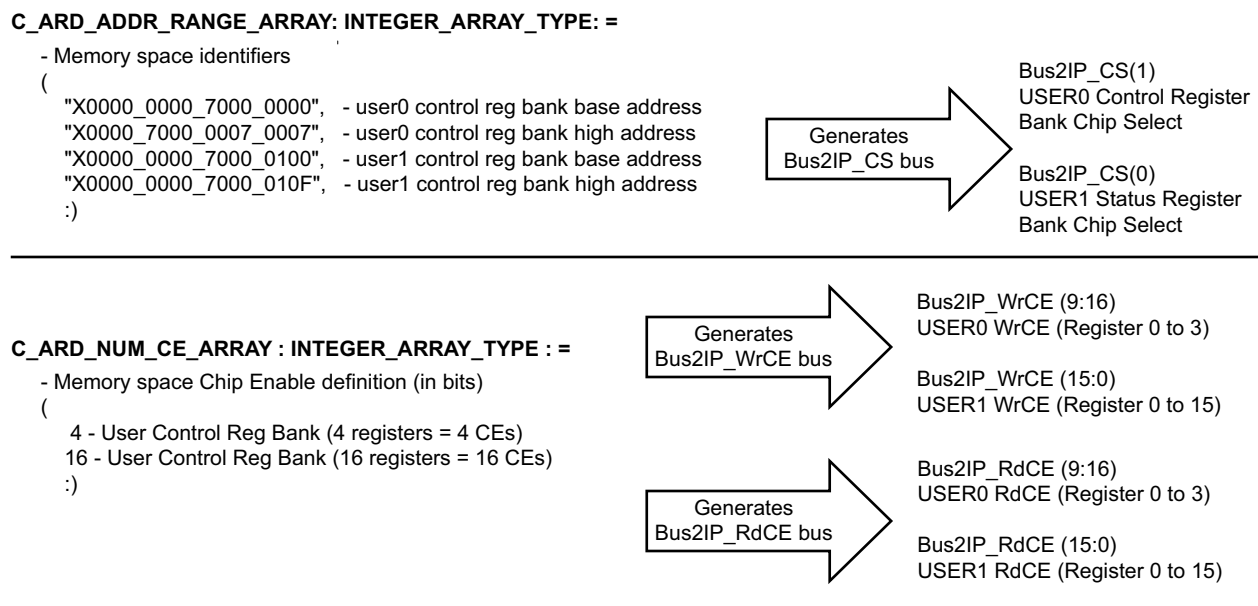 C_ARD_ADDR_RANGE_ARRAY: INTEGER_ARRAY_TYPE: =
- Memory space identifiers
(
"X0000_0000_7000_0000", - user0 control reg bank base address
"X0000_7000_0007_0007", - user0 control reg bank high address
"X0000_0000_7000_0100", - user1 control reg bank base address
"X0000_0000_7000_010F", - user1 control reg bank high address
:)
Generates
Bus2IP_CS bus
Bus2IP_CS(1)
USER0 Control Register
Bank Chip Select
Bus2IP_CS(0)
USER1 Status Register
Bank Chip Select
C_ARD_NUM_CE_ARRAY : INTEGER_ARRAY_TYPE : =
- Memory space Chip Enable definition (in bits)
(
4 - User Control Reg Bank (4 registers = 4 CEs)
16 - User Control Reg Bank (16 registers = 16 CEs)
:)
Generates
Bus2IP_WrCE bus
Bus2IP_WrCE (9:16)
USER0 WrCE (Register 0 to 3)
Bus2IP_WrCE (15:0)
USER1 WrCE (Register 0 to 15)
Generates
Bus2IP_RdCE bus
Bus2IP_RdCE (9:16)
USER0 RdCE (Register 0 to 3)
Bus2IP_RdCE (15:0)
USER1 RdCE (Register 0 to 15)